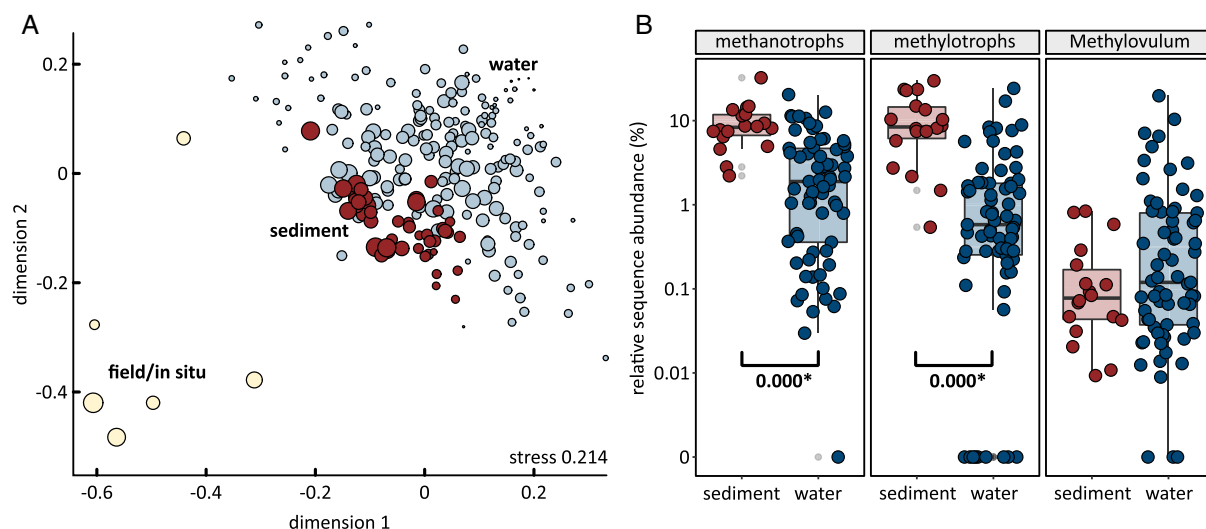 A
0.2
0
-0.2
-0.4
dimension 2
water
sediment
field/in situ
stress 0.214
-0.6 -0.4 -0.2 0 0.2
dimension 1
B
methanotrophs methylotrophs Methylovulum
relative sequence abundance (%)
10
1
0.1
0.01
0
0.000* 0.000*
sediment water sediment water sediment water